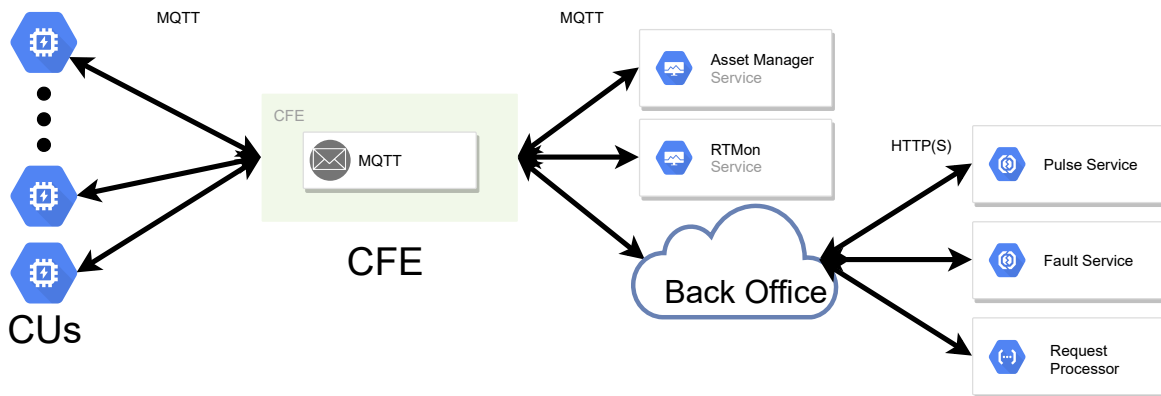 MQTT
MQTT
Asset Manager
Service
CFE
MQTT
RTMon
Service
HTTP(S)
Pulse Service
CFE
Back Office
Fault Service
CUs
Request
Processor